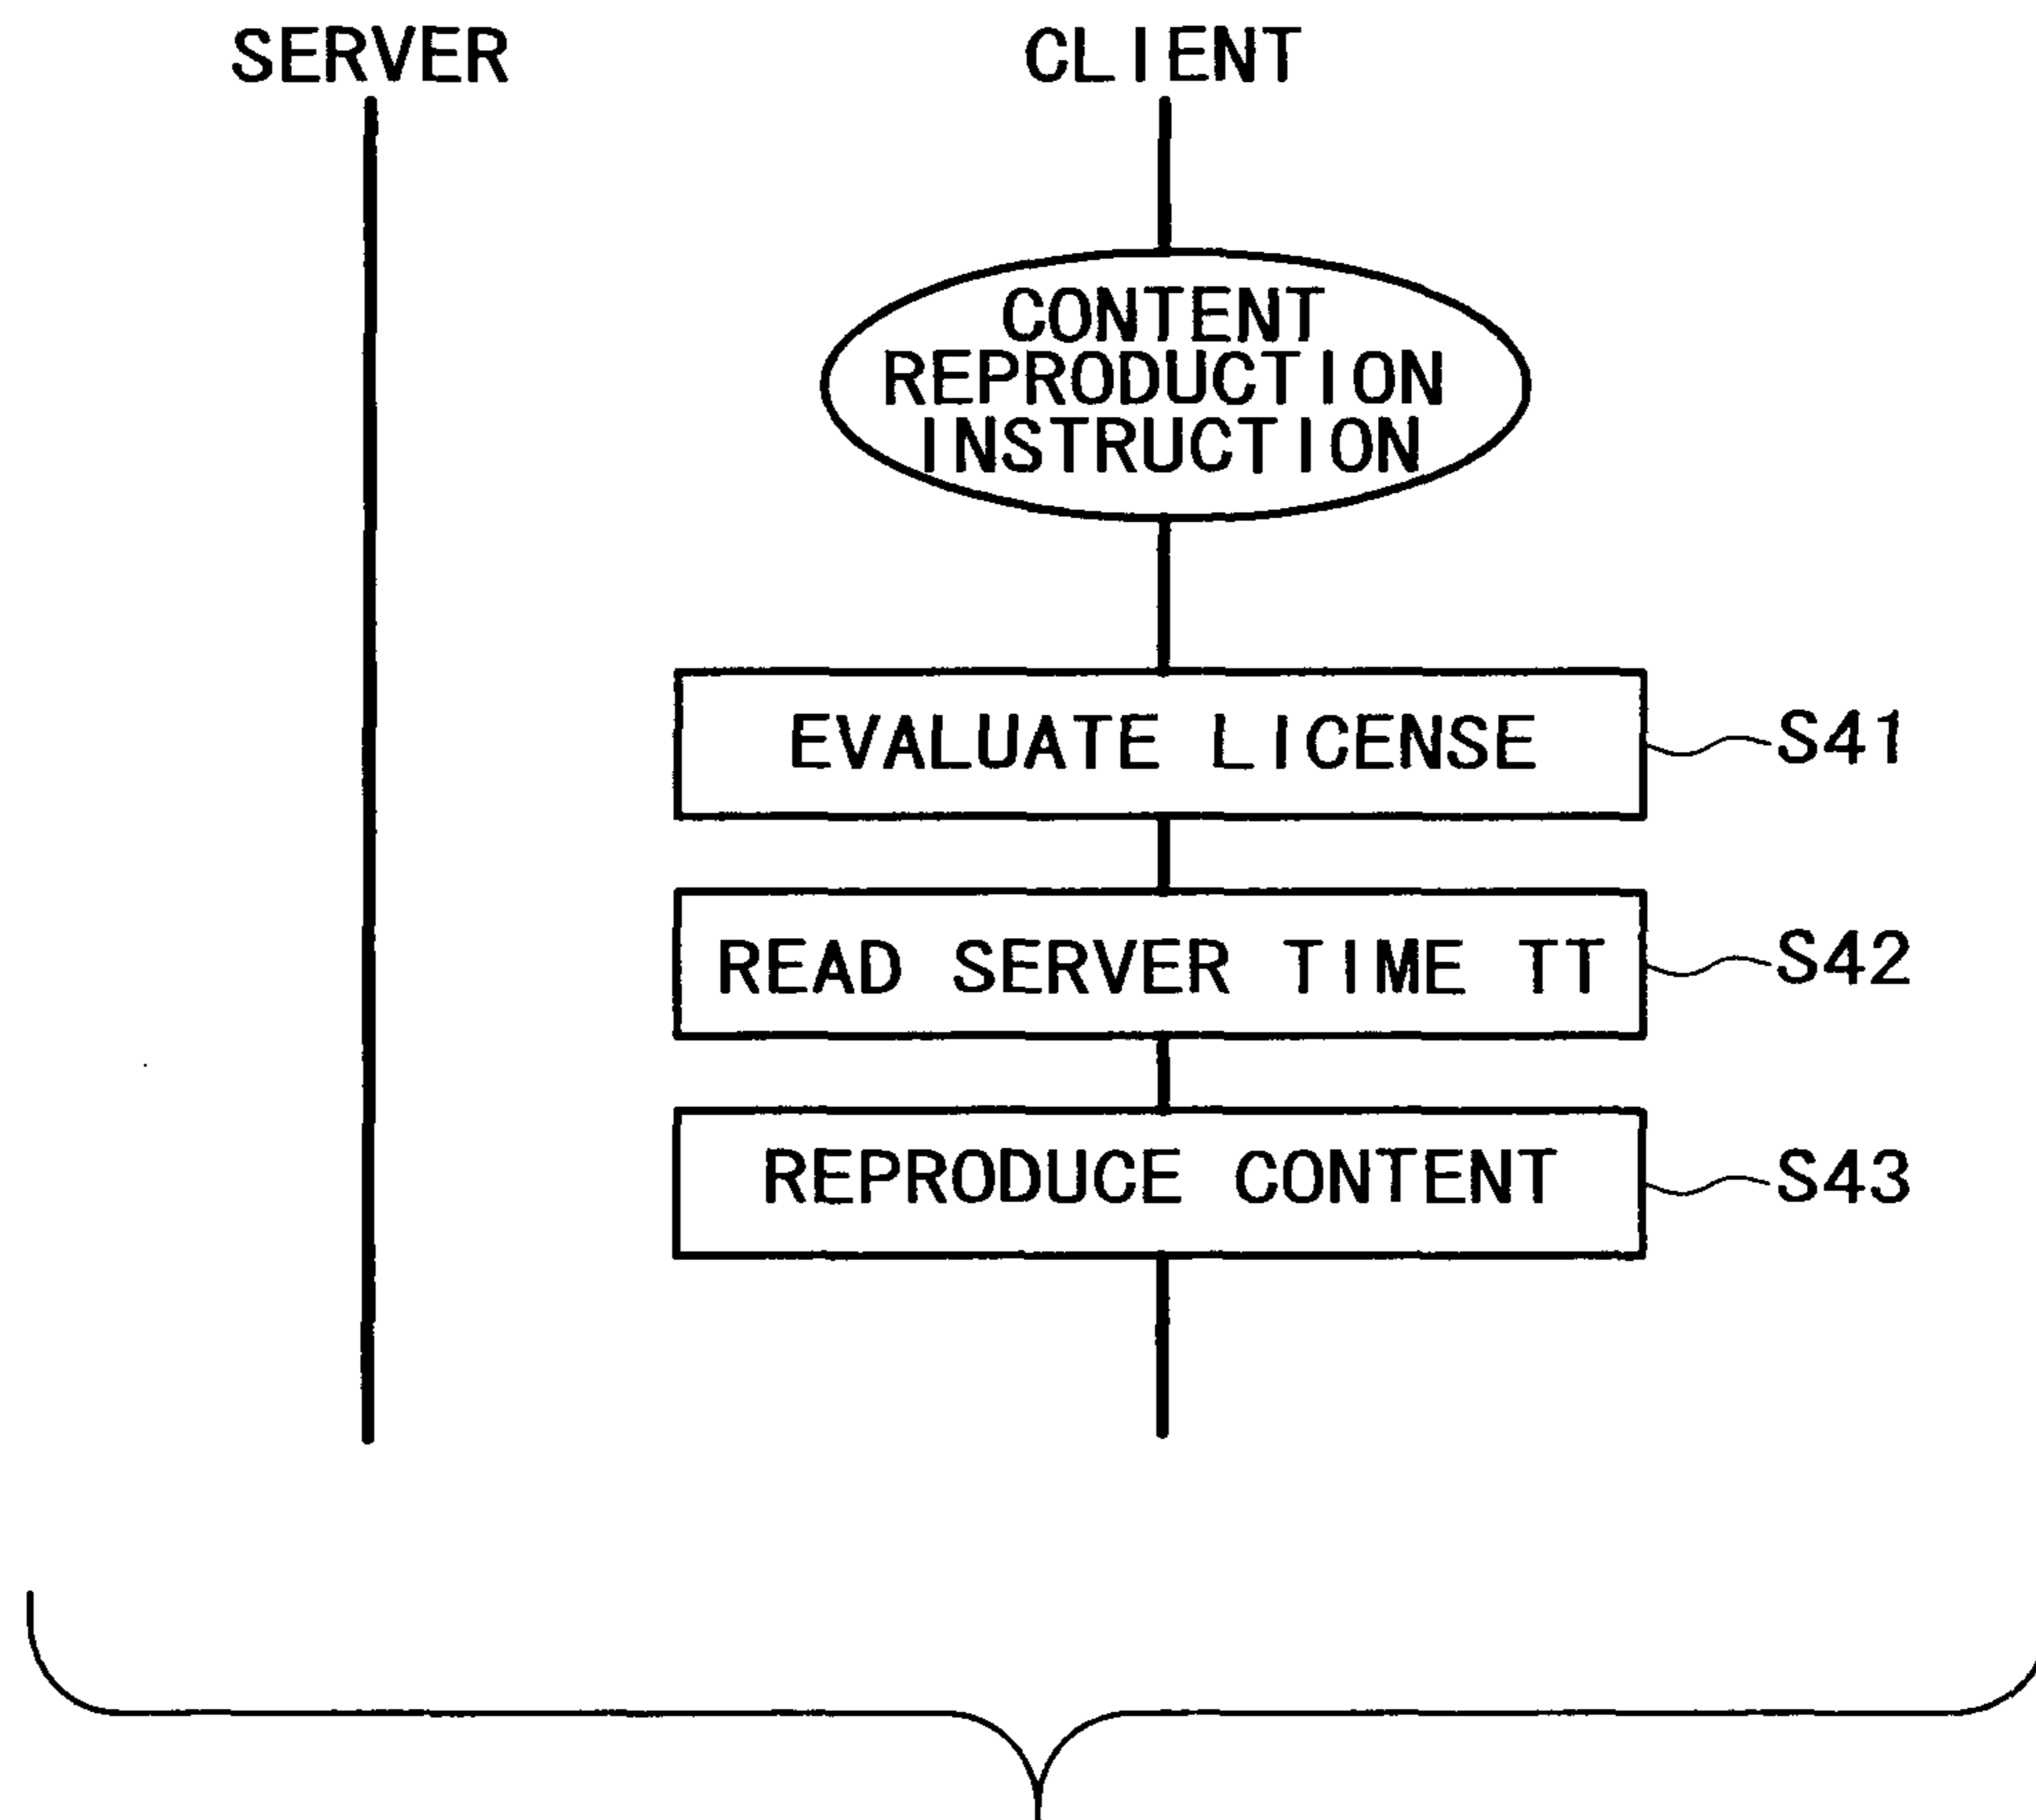 SERVER
CLIENT
CONTENT
REPRODUCTION
INSTRUCTION
EVALUATE LICENSE
S41
READ SERVER TIME TT
S42
REPRODUCE CONTENT
S43